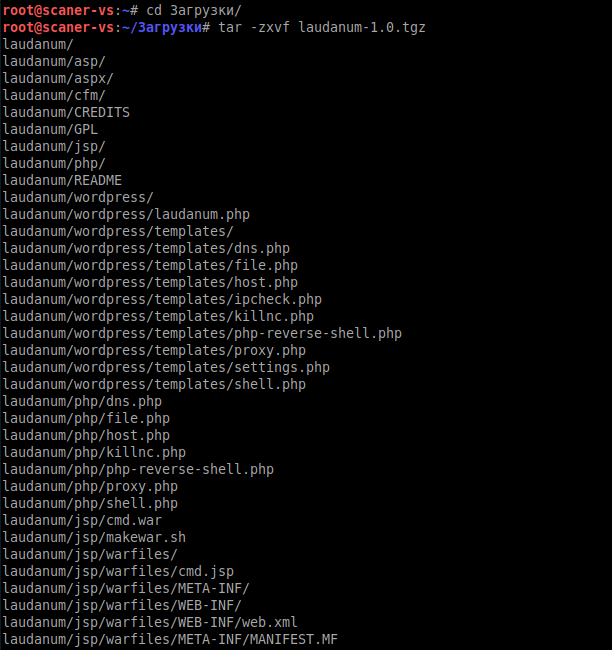 root@scaner-vs:~# cd Загрузки/
root@scaner-vs:~/Загрузки# tar -zxvf laudanum-1.0.tgz
laudanum/
laudanum/asp/
laudanum/aspx/
laudanum/cfm/
laudanum/CREDITS
laudanum/GPL
laudanum/jsp/
laudanum/php/
laudanum/README
laudanum/wordpress/
laudanum/wordpress/laudanum.php
laudanum/wordpress/templates/
laudanum/wordpress/templates/dns.php
laudanum/wordpress/templates/file.php
laudanum/wordpress/templates/host.php
laudanum/wordpress/templates/ipcheck.php
laudanum/wordpress/templates/killnc.php
laudanum/wordpress/templates/php-reverse-shell.php
laudanum/wordpress/templates/proxy.php
laudanum/wordpress/templates/settings.php
laudanum/wordpress/templates/shell.php
laudanum/php/dns.php
laudanum/php/file.php
laudanum/php/host.php
laudanum/php/killnc.php
laudanum/php/php-reverse-shell.php
laudanum/php/proxy.php
laudanum/php/shell.php
laudanum/jsp/cmd.war
laudanum/jsp/makewar.sh
laudanum/jsp/warfiles/
laudanum/jsp/warfiles/cmd.jsp
laudanum/jsp/warfiles/META-INF/
laudanum/jsp/warfiles/WEB-INF/
laudanum/jsp/warfiles/WEB-INF/web.xml
laudanum/jsp/warfiles/META-INF/MANIFEST.MF